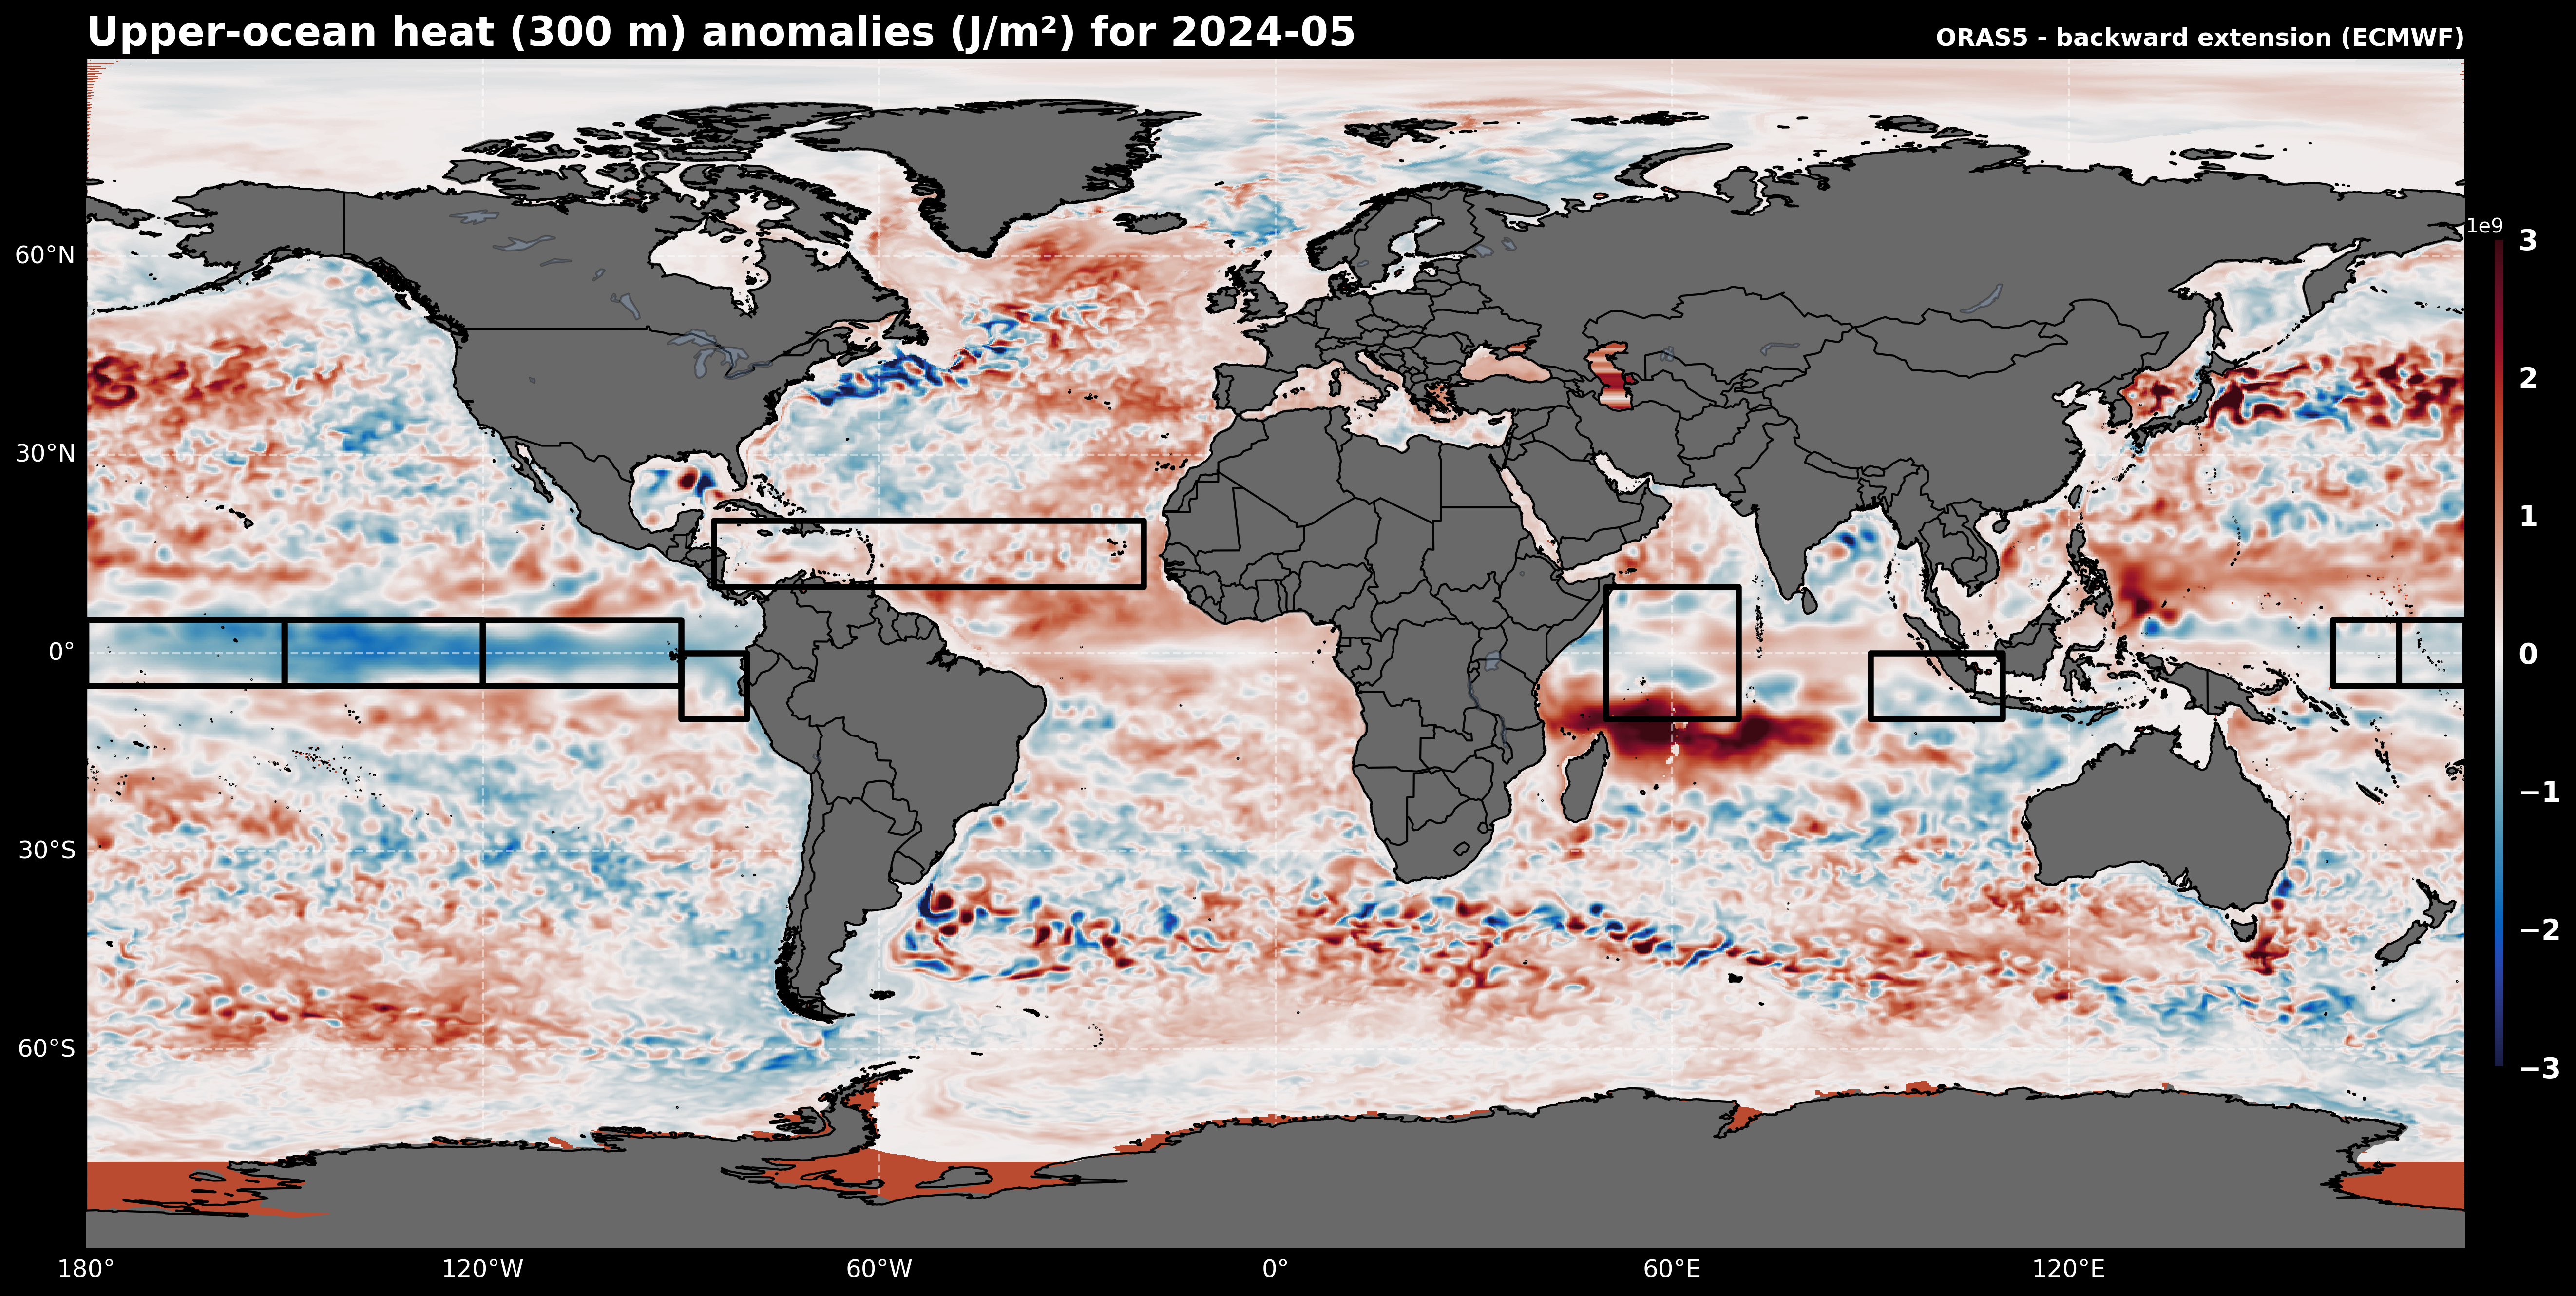 Upper-ocean heat (300 m) anomalies (J/m²) for 2024-05
ORAS5 - backward extension (ECMWF)
1e9
3
2
1
0
−1
−2
−3
60°N
30°N
0°
30°S
60°S
180°
120°W
60°W
0°
60°E
120°E